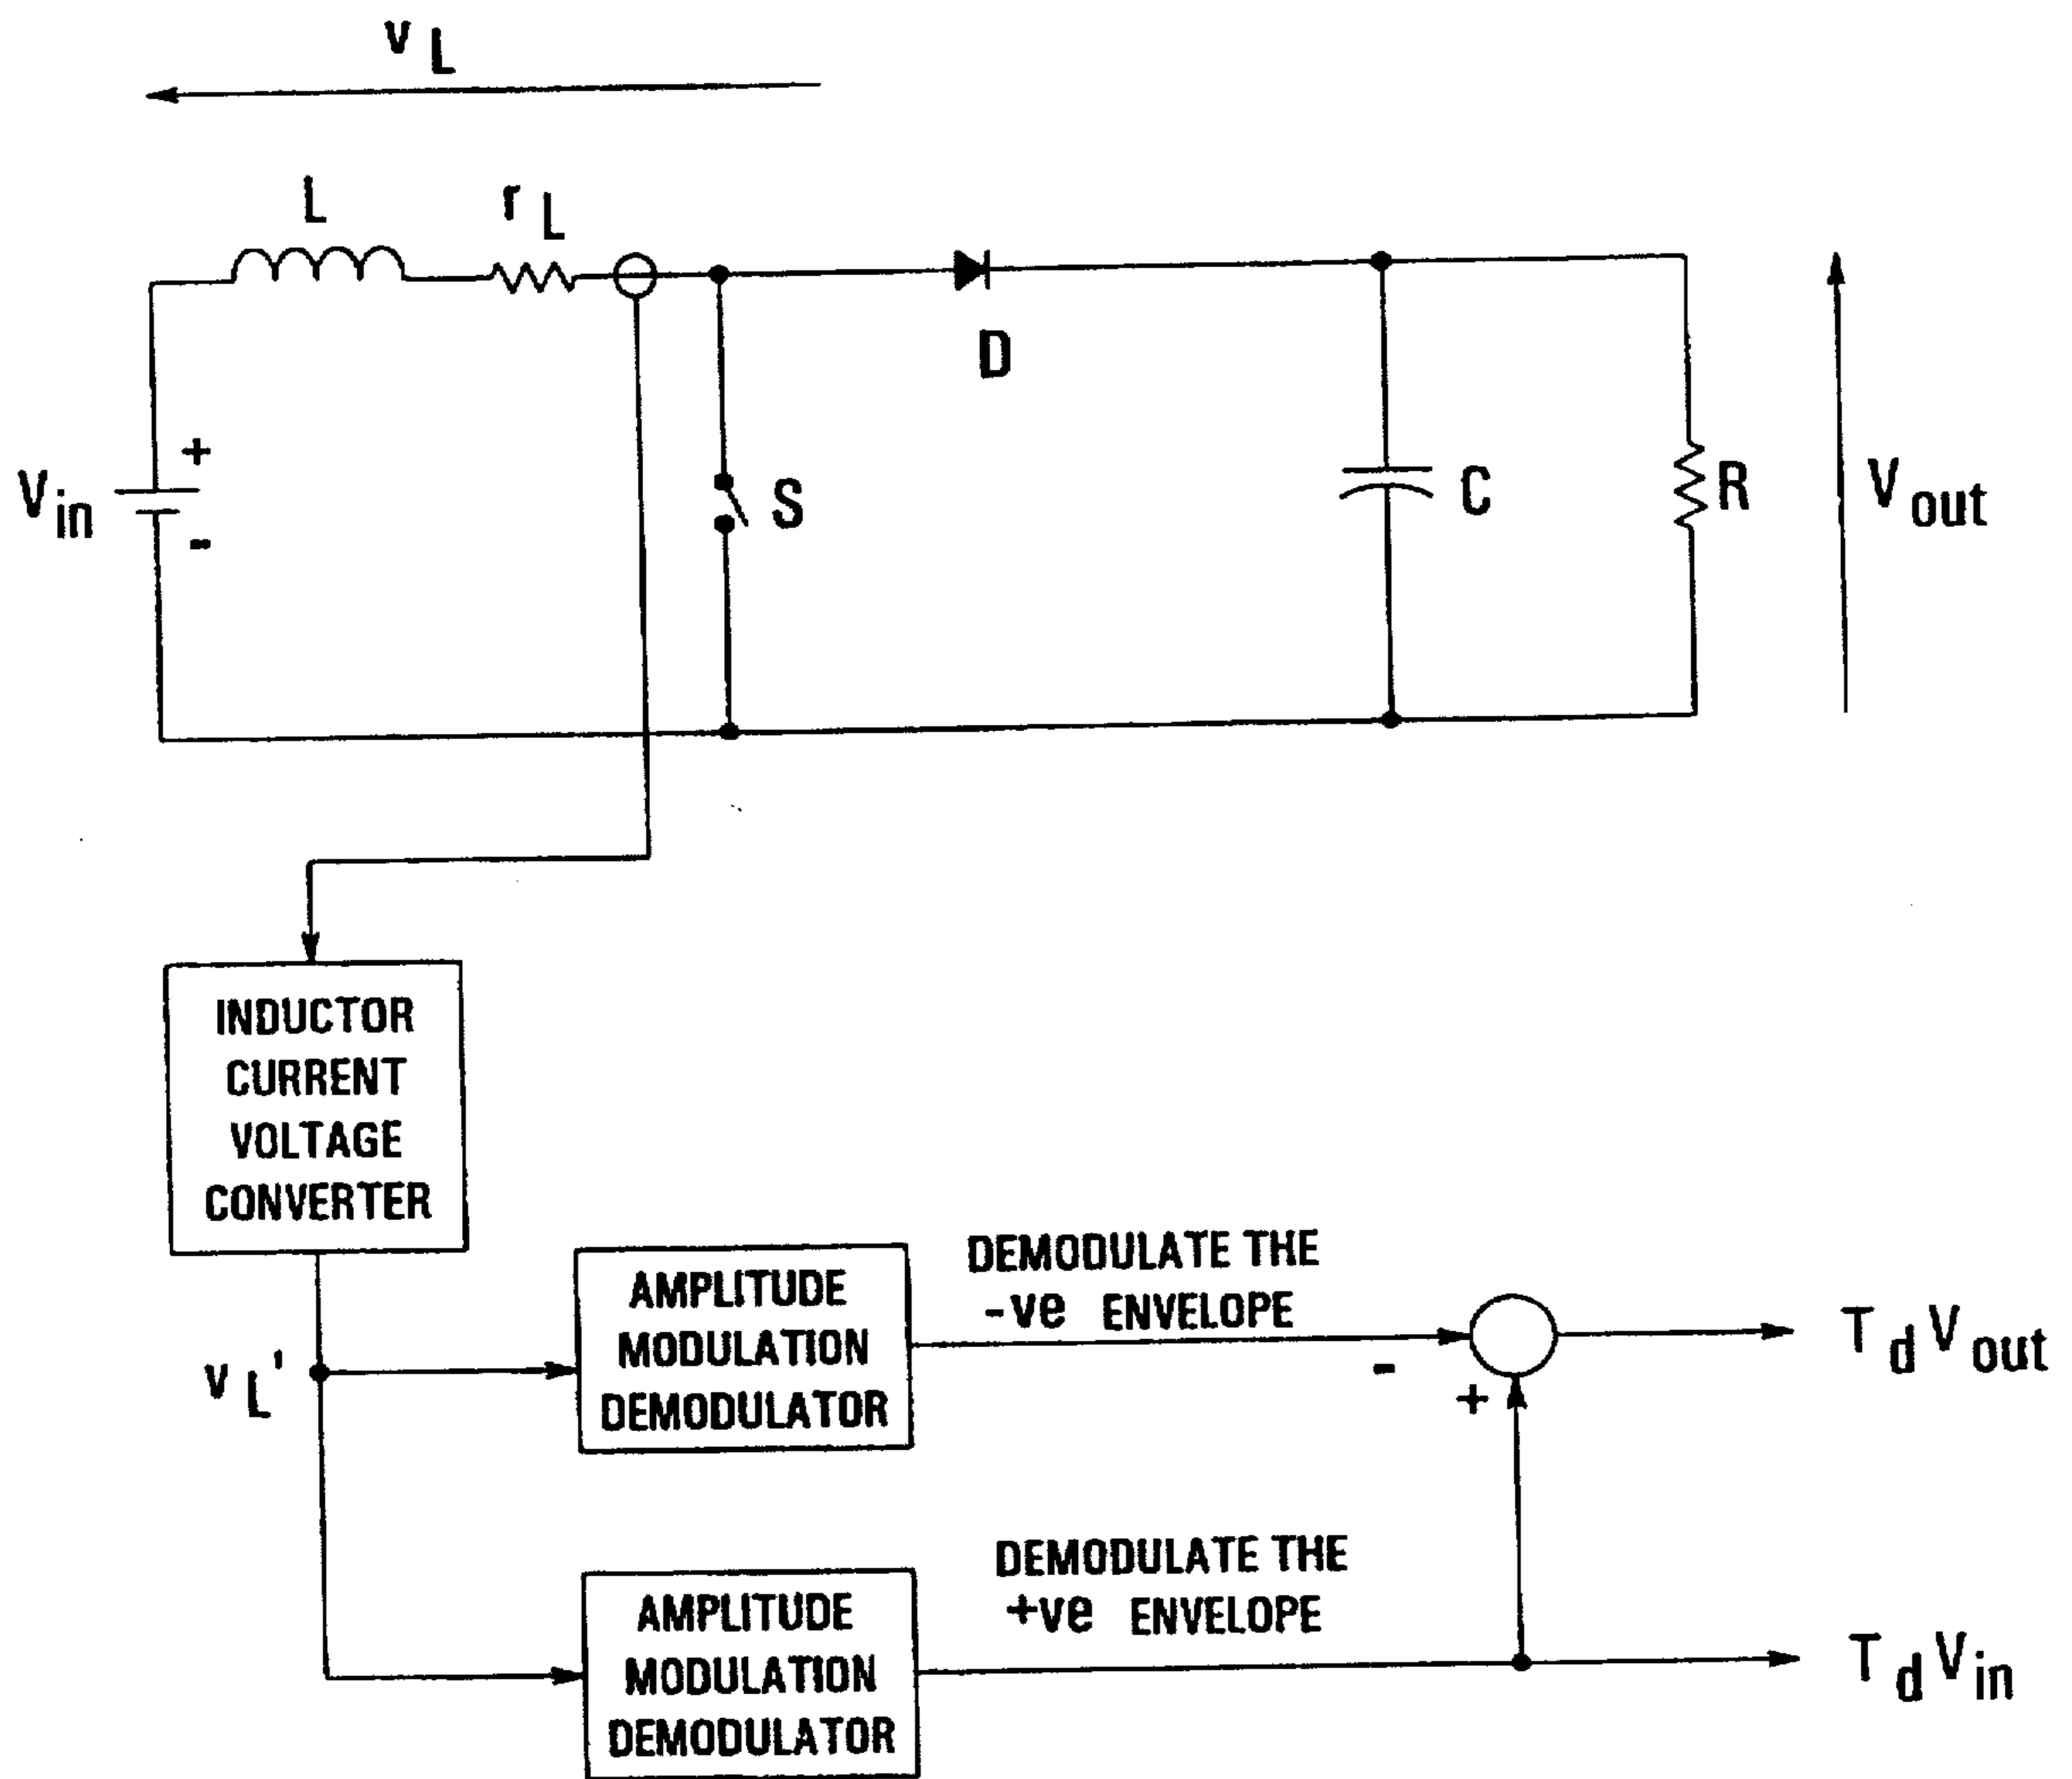 v L
L
r L
D
+
V in
-
S
C
R
V out
INDUCTOR
CURRENT
VOLTAGE
CONVERTER
v L'
AMPLITUDE
MODULATION
DEMODULATOR
DEMODULATE THE
-ve ENVELOPE
-
+
T d V out
AMPLITUDE
MODULATION
DEMODULATOR
DEMODULATE THE
+ve ENVELOPE
T d V in